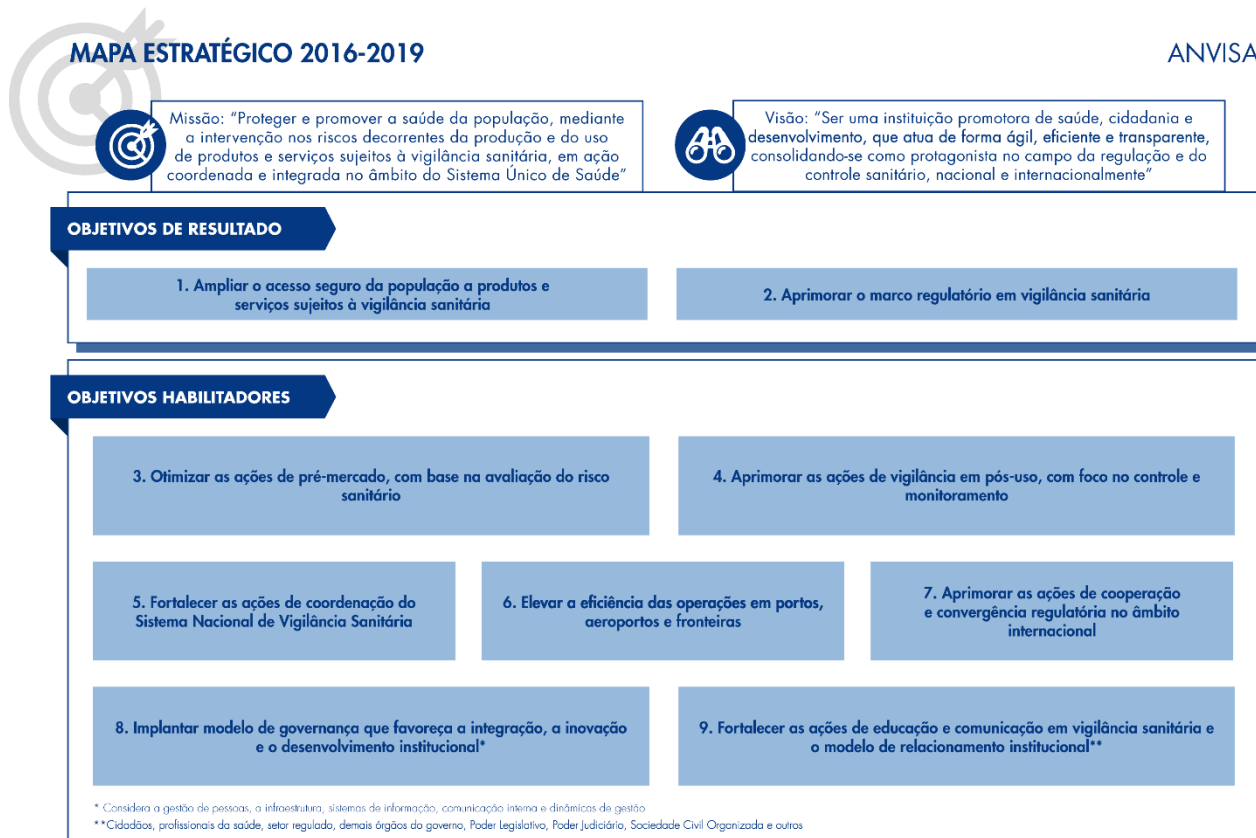 MAPA ESTRATÉGICO 2016-2019
ANVISA
Missão: “Proteger e promover a saúde da população, mediante
a intervenção nos riscos decorrentes da produção e do uso
de produtos e serviços sujeitos à vigilância sanitária, em ação
coordenada e integrada no âmbito do Sistema Único de Saúde”
Visão: “Ser uma instituição promotora de saúde, cidadania e
desenvolvimento, que atua de forma ágil, eficiente e transparente,
consolidando-se como protagonista no campo da regulação e do
controle sanitário, nacional e internacionalmente”
OBJETIVOS DE RESULTADO
1. Ampliar o acesso seguro da população a produtos e
serviços sujeitos à vigilância sanitária
2. Aprimorar o marco regulatório em vigilância sanitária
OBJETIVOS HABILITADORES
3. Otimizar as ações de pré-mercado, com base na avaliação do risco
sanitário
4. Aprimorar as ações de vigilância em pós-uso, com foco no controle e
monitoramento
5. Fortalecer as ações de coordenação do
Sistema Nacional de Vigilância Sanitária
6. Elevar a eficiência das operações em portos,
aeroportos e fronteiras
7. Aprimorar as ações de cooperação
e convergência regulatória no âmbito
internacional
8. Implantar modelo de governança que favoreça a integração, a inovação
e o desenvolvimento institucional*
9. Fortalecer as ações de educação e comunicação em vigilância sanitária e
o modelo de relacionamento institucional**
* Considera a gestão de pessoas, a infraestrutura, sistemas de informação, comunicação interna e dinâmicas de gestão
**Cidadãos, profissionais da saúde, setor regulado, demais órgãos do governo, Poder Legislativo, Poder Judiciário, Sociedade Civil Organizada e outros